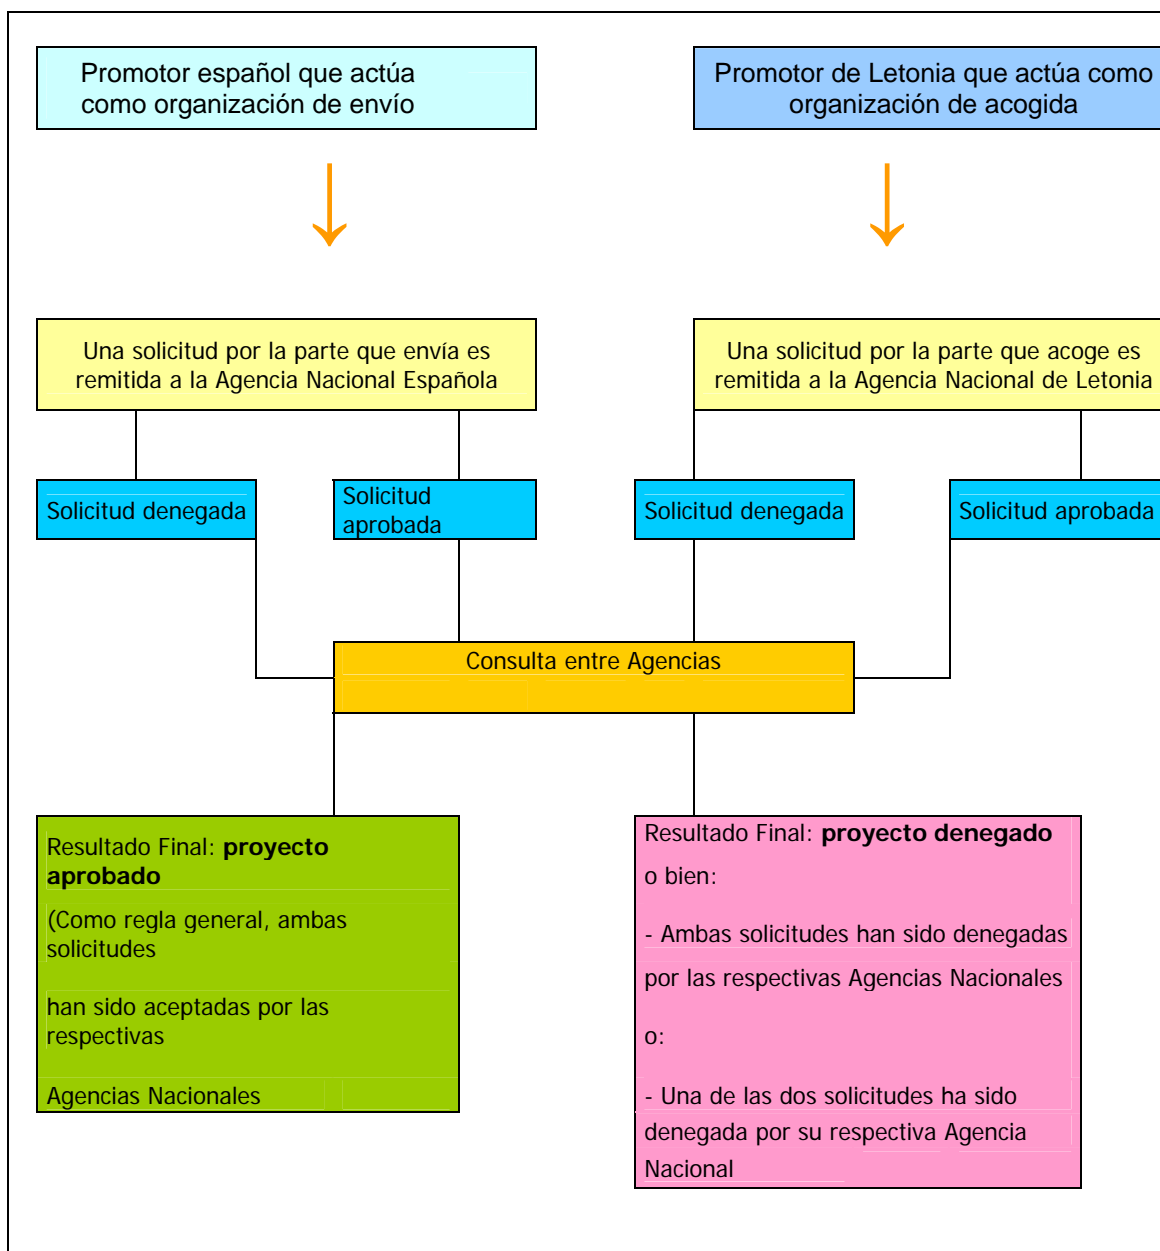 Promotor español que actúa
como organización de envío
Promotor de Letonia que actúa como
organización de acogida
Una solicitud por la parte que envía es
remitida a la Agencia Nacional Española
Una solicitud por la parte que acoge es
remitida a la Agencia Nacional de Letonia
Solicitud denegada
Solicitud
aprobada
Solicitud denegada
Solicitud aprobada
Consulta entre Agencias
Resultado Final: proyecto
aprobado
(Como regla general, ambas
solicitudes
han sido aceptadas por las
respectivas
Agencias Nacionales
Resultado Final: proyecto denegado
o bien:
- Ambas solicitudes han sido denegadas
por las respectivas Agencias Nacionales
o:
- Una de las dos solicitudes ha sido
denegada por su respectiva Agencia
Nacional